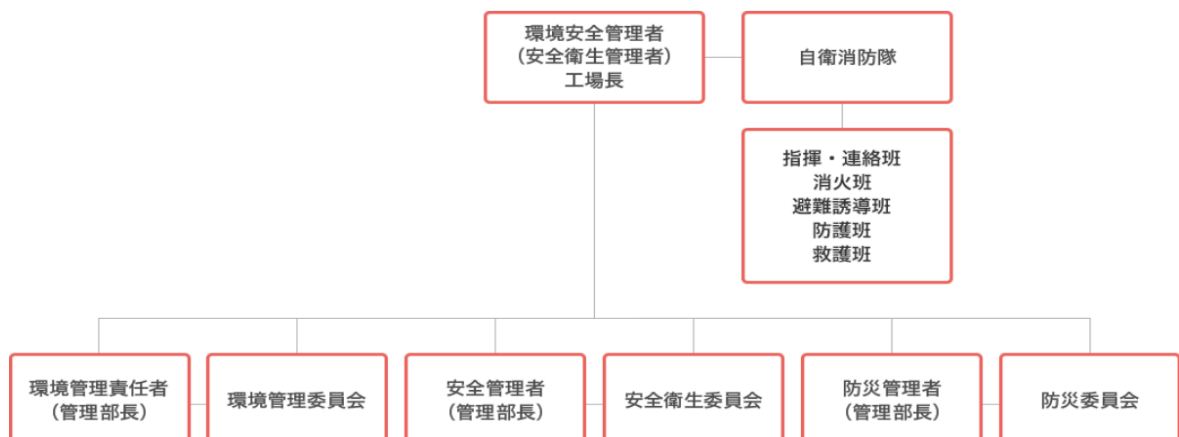 環境安全管理者
（安全衛生管理者）
工場長
自衛消防隊
指揮・連絡班
消火班
避難誘導班
防護班
救護班
環境管理責任者
（管理部長）
環境管理委員会
安全管理者
（管理部長）
安全衛生委員会
防災管理者
（管理部長）
防災委員会